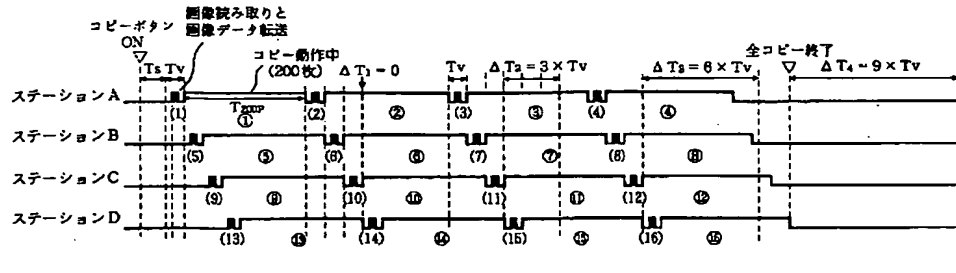 画像読み取りと
画像データ転送
コピーボタン
ON
コピー動作中
(200枚)
全コピー終了
Ts Tv
ΔT₁=0
Tv
ΔT₂=3×Tv
ΔT₃=6×Tv
ΔT₄=9×Tv
ステーションA
T200P
(1) ① (2) ② (3) ③ (4) ④
ステーションB
(5) ⑤ (6) ⑥ (7) ⑦ (8) ⑧
ステーションC
(9) ⑨ (10) ⑩ (11) ⑪ (12) ⑫
ステーションD
(13) ⑬ (14) ⑭ (15) ⑮ (16) ⑯